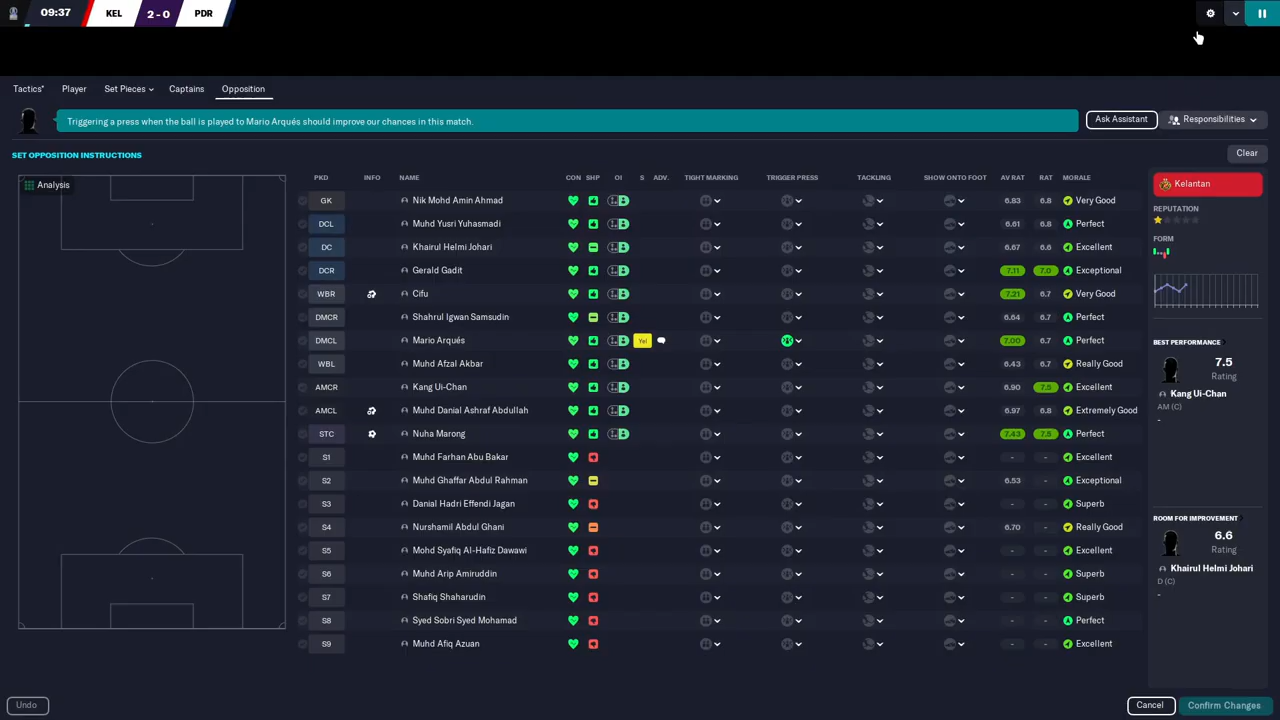 09:37 KEL 2 - 0 PDR
Tactics* Player Set Pieces Captains Opposition
Triggering a press when the ball is played to Mario Arqués should improve our chances in this match. Ask Assistant Responsibilities
SET OPPOSITION INSTRUCTIONS Clear
Analysis
PKD INFO NAME CON SHP OI S ADV. TIGHT MARKING TRIGGER PRESS TACKLING SHOW ONTO FOOT AV RAT RAT MORALE
GK Nik Mohd Amin Ahmad 6.83 6.8 Very Good
DCL Muhd Yusri Yuhasmadi 6.61 6.8 Perfect
DC Khairul Helmi Johari 6.67 6.6 Excellent
DCR Gerald Gadit 7.11 7.0 Exceptional
WBR Cifu 7.21 6.7 Very Good
DMCR Shahrul Igwan Samsudin 6.64 6.7 Perfect
DMCL Mario Arqués Yel 7.00 6.7 Perfect
WBL Muhd Afzal Akbar 6.43 6.7 Really Good
AMCR Kang Ui-Chan 6.90 7.5 Excellent
AMCL Muhd Danial Ashraf Abdullah 6.97 6.8 Extremely Good
STC Nuha Marong 7.43 7.5 Perfect
S1 Muhd Farhan Abu Bakar - - Excellent
S2 Muhd Ghaffar Abdul Rahman 6.53 - Exceptional
S3 Danial Hadri Effendi Jagan - - Superb
S4 Nurshamil Abdul Ghani 6.70 - Really Good
S5 Mohd Syafiq Al-Hafiz Dawawi - - Excellent
S6 Muhd Arip Amiruddin - - Superb
S7 Shafiq Shaharudin - - Superb
S8 Syed Sobri Syed Mohamad - - Perfect
S9 Muhd Afiq Azuan - - Excellent
Kelantan
REPUTATION
FORM
BEST PERFORMANCE
7.5
Rating
Kang Ui-Chan
AM (C)
-
ROOM FOR IMPROVEMENT
6.6
Rating
Khairul Helmi Johari
D (C)
-
Undo Cancel Confirm Changes